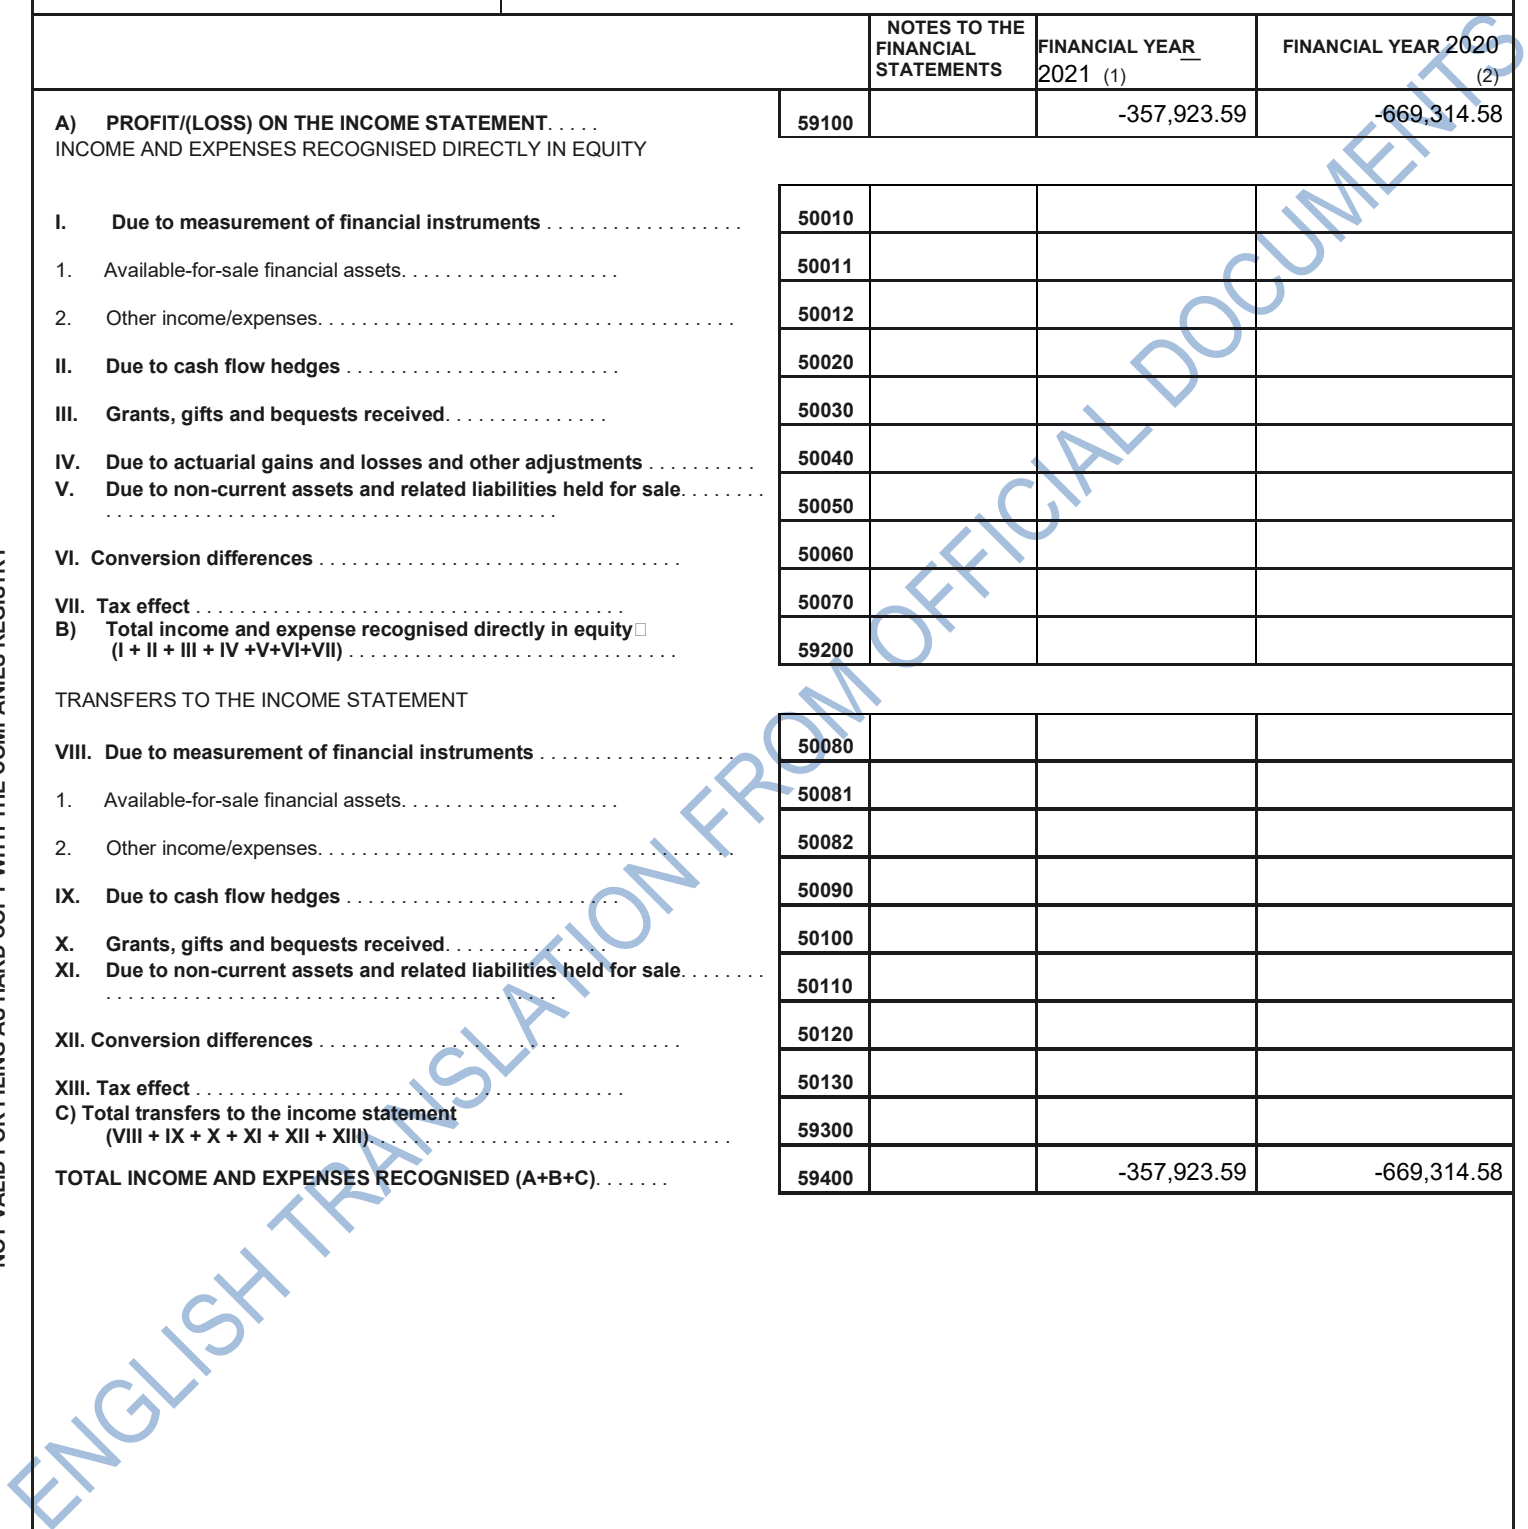 NOTES TO THE FINANCIAL STATEMENTS
FINANCIAL YEAR 2021 (1)
FINANCIAL YEAR 2020 (2)
A) PROFIT/(LOSS) ON THE INCOME STATEMENT. . . . . 59100 -357,923.59 -669,314.58
INCOME AND EXPENSES RECOGNISED DIRECTLY IN EQUITY
I. Due to measurement of financial instruments . . . . . . . . . . . . . . . . . . 50010
1. Available-for-sale financial assets. . . . . . . . . . . . . . . . . . . . 50011
2. Other income/expenses. . . . . . . . . . . . . . . . . . . . . . . . . . . . . . . . . . . . . . 50012
II. Due to cash flow hedges . . . . . . . . . . . . . . . . . . . . . . . . . 50020
III. Grants, gifts and bequests received. . . . . . . . . . . . . . . 50030
IV. Due to actuarial gains and losses and other adjustments . . . . . . . . . . 50040
V. Due to non-current assets and related liabilities held for sale. . . . . . . .
. . . . . . . . . . . . . . . . . . . . . . . . . . . . . . . . . . . . . . . . . 50050
VI. Conversion differences . . . . . . . . . . . . . . . . . . . . . . . . . . . . . . . . . 50060
VII. Tax effect . . . . . . . . . . . . . . . . . . . . . . . . . . . . . . . . . . . . . . . 50070
B) Total income and expense recognised directly in equity□
(I + II + III + IV +V+VI+VII) . . . . . . . . . . . . . . . . . . . . . . . . . . . . . . 59200
TRANSFERS TO THE INCOME STATEMENT
VIII. Due to measurement of financial instruments . . . . . . . . . . . . . . . . . . 50080
1. Available-for-sale financial assets. . . . . . . . . . . . . . . . . . . . 50081
2. Other income/expenses. . . . . . . . . . . . . . . . . . . . . . . . . . . . . . . . . . . . . . 50082
IX. Due to cash flow hedges . . . . . . . . . . . . . . . . . . . . . . . . . 50090
X. Grants, gifts and bequests received. . . . . . . . . . . . . . . 50100
XI. Due to non-current assets and related liabilities held for sale. . . . . . . .
. . . . . . . . . . . . . . . . . . . . . . . . . . . . . . . . . . . . . . . . . 50110
XII. Conversion differences . . . . . . . . . . . . . . . . . . . . . . . . . . . . . . . . . 50120
XIII. Tax effect . . . . . . . . . . . . . . . . . . . . . . . . . . . . . . . . . . . . . . . 50130
C) Total transfers to the income statement
(VIII + IX + X + XI + XII + XIII). . . . . . . . . . . . . . . . . . . . . . . . . . . . . . . . . 59300
TOTAL INCOME AND EXPENSES RECOGNISED (A+B+C). . . . . . . 59400 -357,923.59 -669,314.58
ENGLISH TRANSLATION FROM OFFICIAL DOCUMENTS